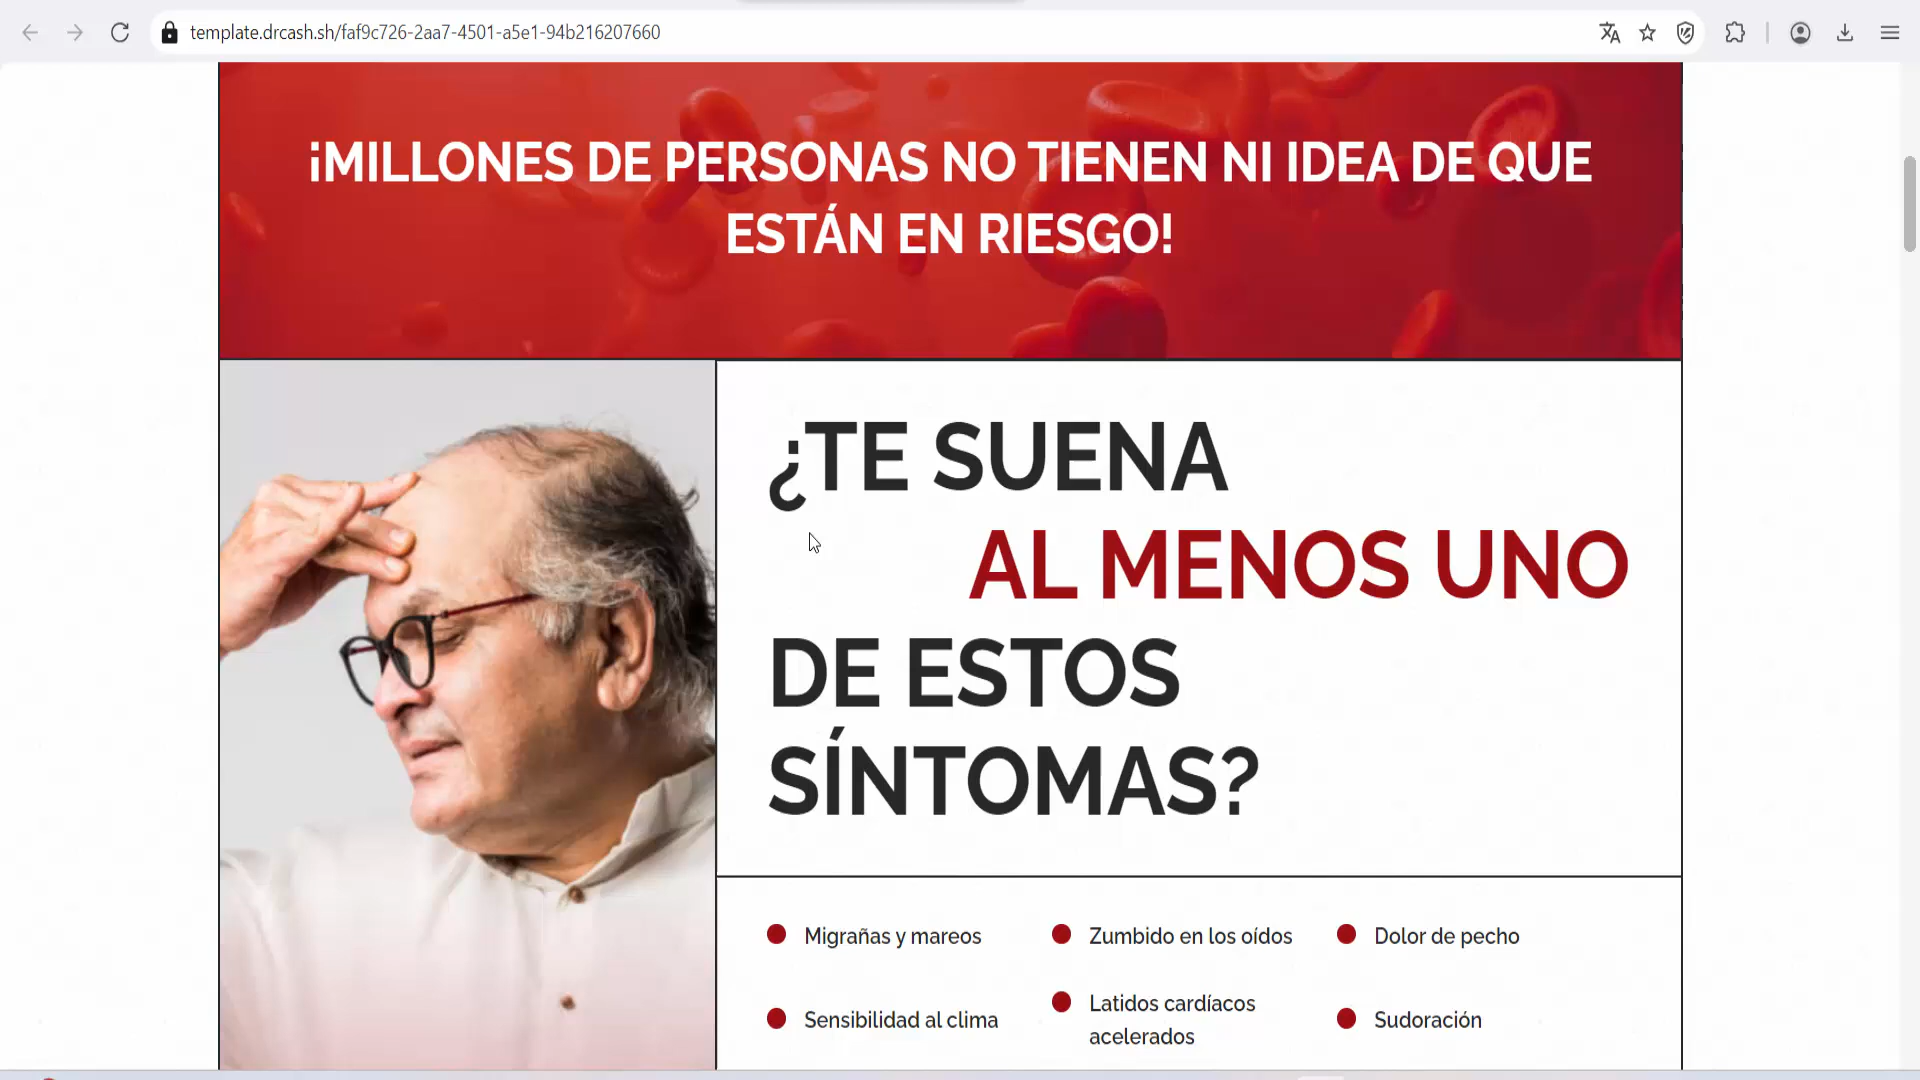 template.drcash.sh/faf9c726-2aa7-4501-a5e1-94b216207660
¡MILLONES DE PERSONAS NO TIENEN NI IDEA DE QUE
ESTÁN EN RIESGO!
¿TE SUENA
AL MENOS UNO
DE ESTOS
SÍNTOMAS?
Migrañas y mareos
Zumbido en los oídos
Dolor de pecho
Sensibilidad al clima
Latidos cardíacos
acelerados
Sudoración